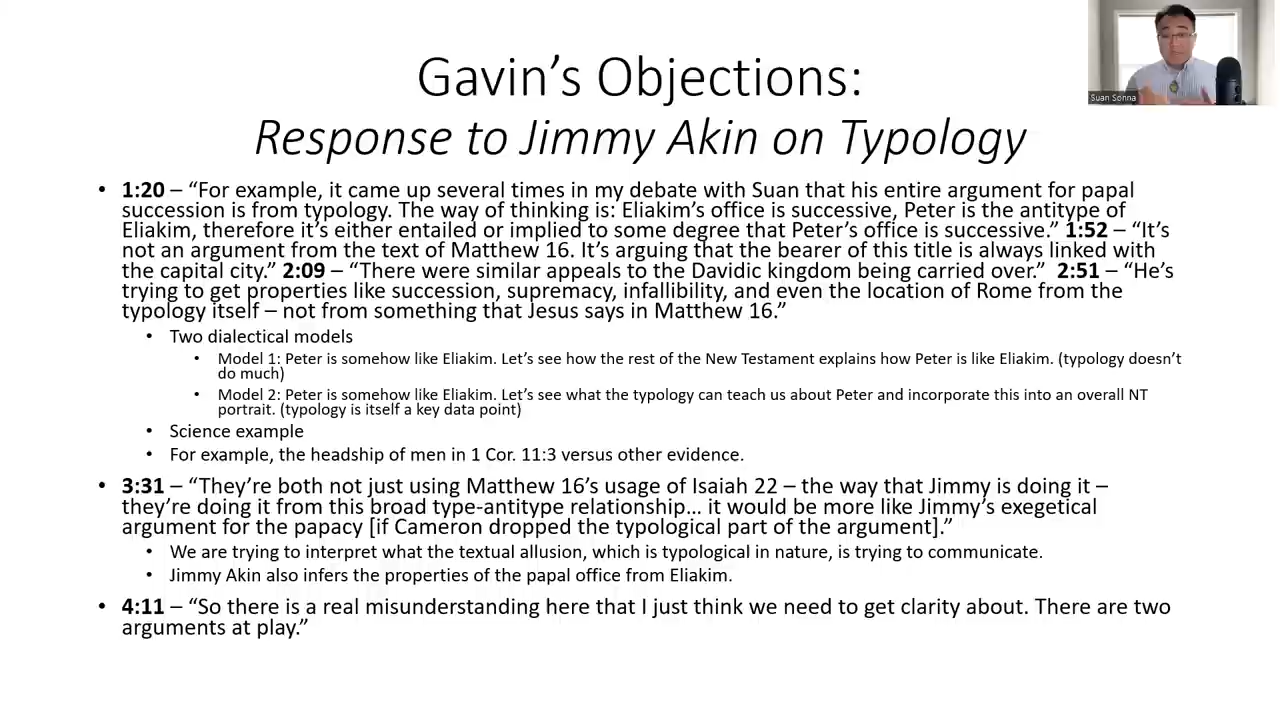 Gavin’s Objections:
Response to Jimmy Akin on Typology
Suan Sonna
• 1:20 – “For example, it came up several times in my debate with Suan that his entire argument for papal
succession is from typology. The way of thinking is: Eliakim’s office is successive, Peter is the antitype of
Eliakim, therefore it’s either entailed or implied to some degree that Peter’s office is successive.” 1:52 – “It’s
not an argument from the text of Matthew 16. It’s arguing that the bearer of this title is always linked with
the capital city.” 2:09 – “There were similar appeals to the Davidic kingdom being carried over.” 2:51 – “He’s
trying to get properties like succession, supremacy, infallibility, and even the location of Rome from the
typology itself – not from something that Jesus says in Matthew 16.”
• Two dialectical models
• Model 1: Peter is somehow like Eliakim. Let’s see how the rest of the New Testament explains how Peter is like Eliakim. (typology doesn’t
do much)
• Model 2: Peter is somehow like Eliakim. Let’s see what the typology can teach us about Peter and incorporate this into an overall NT
portrait. (typology is itself a key data point)
• Science example
• For example, the headship of men in 1 Cor. 11:3 versus other evidence.
• 3:31 – “They’re both not just using Matthew 16’s usage of Isaiah 22 – the way that Jimmy is doing it –
they’re doing it from this broad type-antitype relationship… it would be more like Jimmy’s exegetical
argument for the papacy [if Cameron dropped the typological part of the argument].”
• We are trying to interpret what the textual allusion, which is typological in nature, is trying to communicate.
• Jimmy Akin also infers the properties of the papal office from Eliakim.
• 4:11 – “So there is a real misunderstanding here that I just think we need to get clarity about. There are two
arguments at play.”